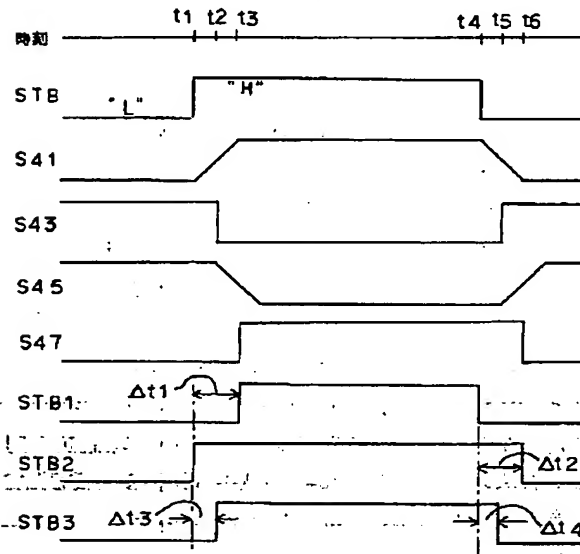 t1 t2 t3 t4 t5 t6
時刻
STB "L" "H"
S41
S43
S45
S47
STB1 Δt1
STB2 Δt2
STB3 Δt3 Δt4